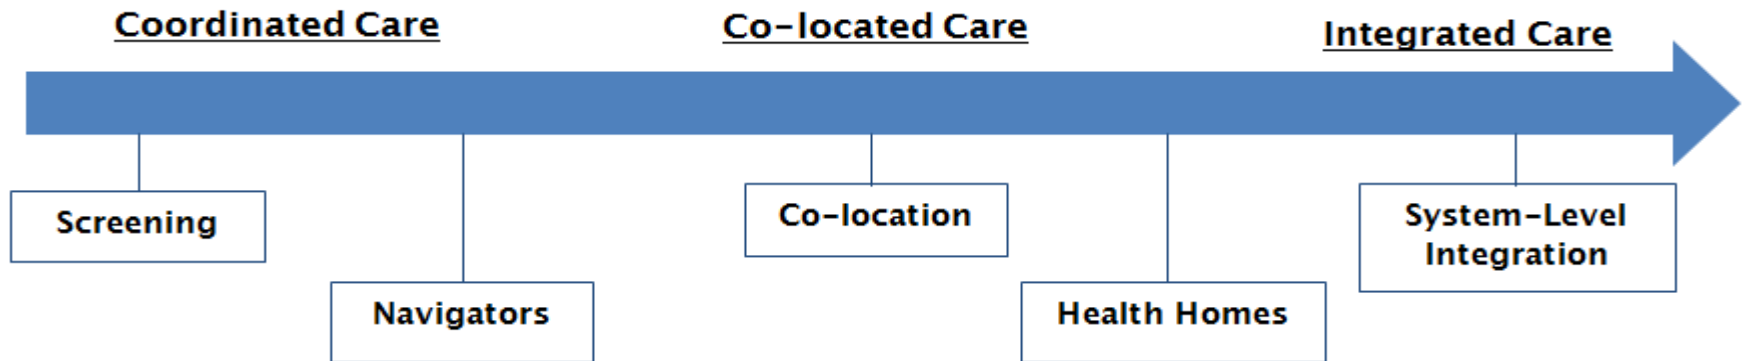 Coordinated Care
Co-located Care
Integrated Care
Screening
Navigators
Co-location
Health Homes
System-Level
Integration